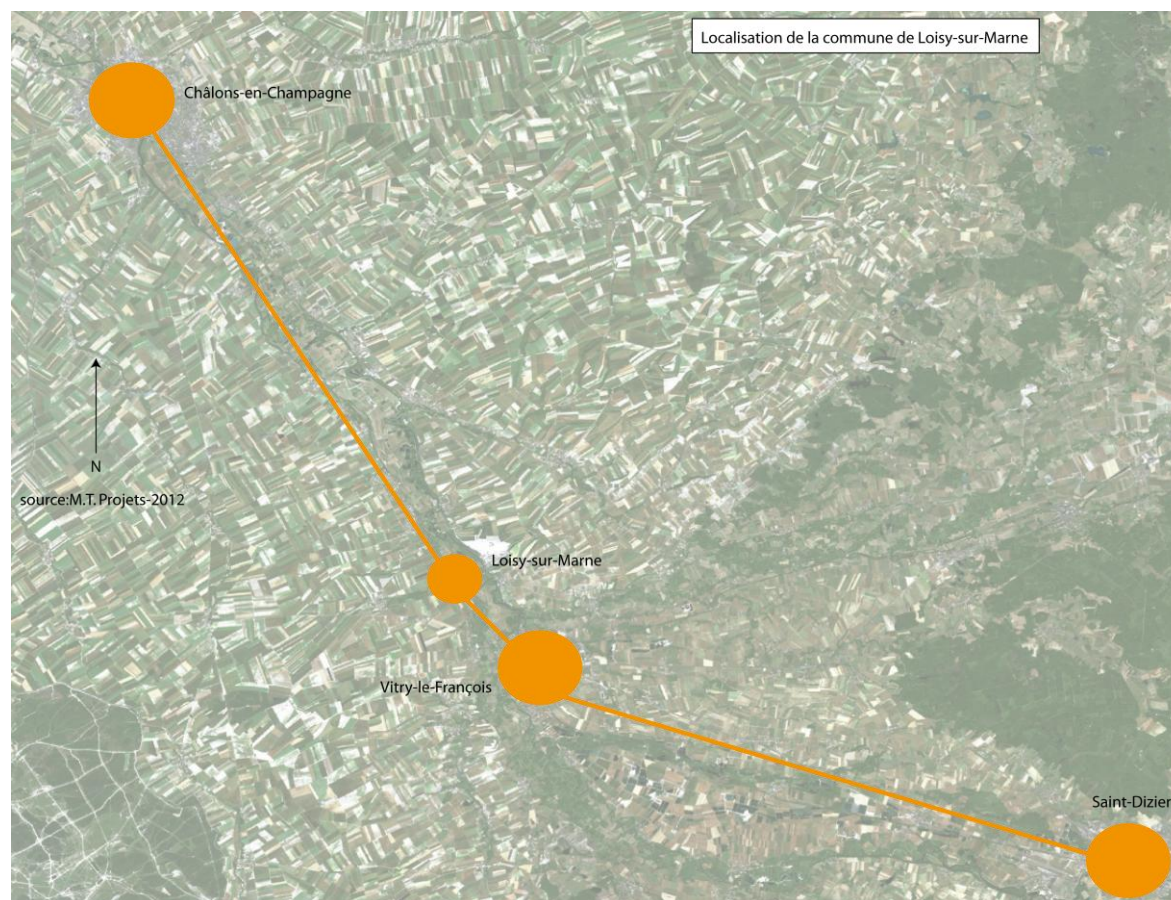 Localisation de la commune de Loisy-sur-Marne
Châlons-en-Champagne
N
source:M.T. Projets-2012
Loisy-sur-Marne
Vitry-le-François
Saint-Dizier